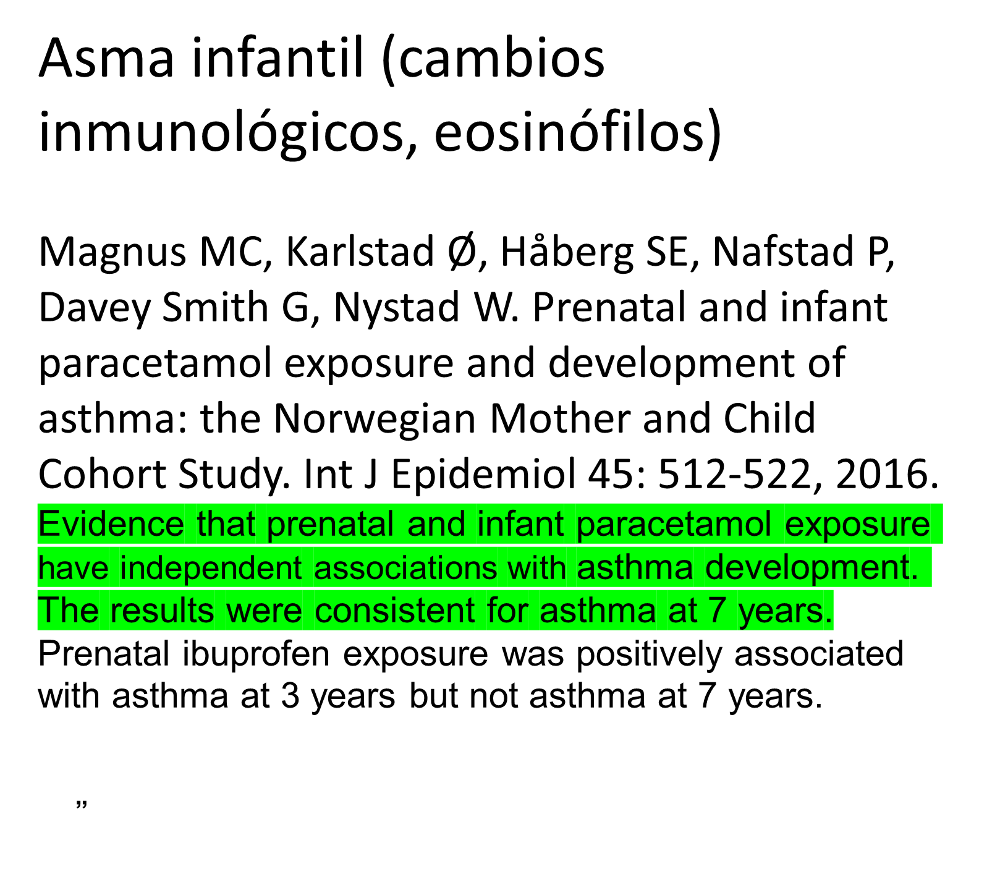 Asma infantil (cambios
inmunológicos, eosinófilos)
Magnus MC, Karlstad Ø, Håberg SE, Nafstad P,
Davey Smith G, Nystad W. Prenatal and infant
paracetamol exposure and development of
asthma: the Norwegian Mother and Child
Cohort Study. Int J Epidemiol 45: 512-522, 2016.
Evidence that prenatal and infant paracetamol exposure
have independent associations with asthma development.
The results were consistent for asthma at 7 years.
Prenatal ibuprofen exposure was positively associated
with asthma at 3 years but not asthma at 7 years.
”